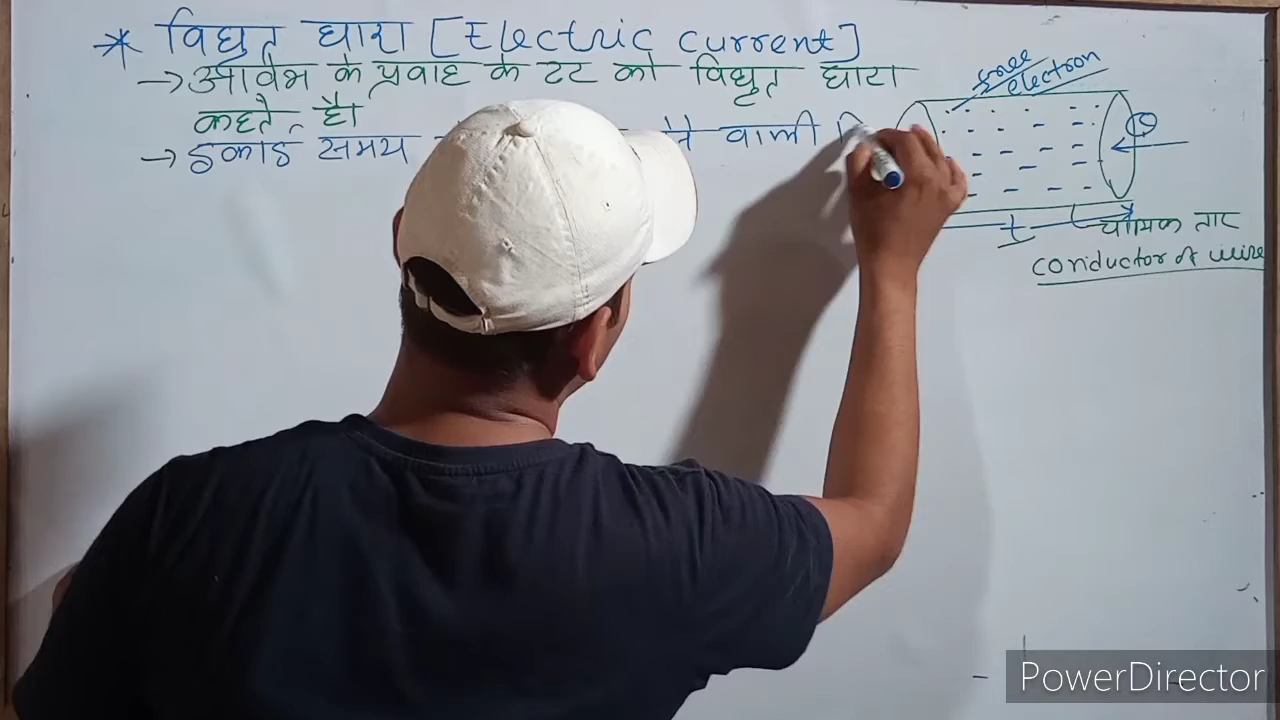 * विद्युत धारा [Electric current]
→ आवेश के प्रवाह के दर को विद्युत धारा
कहते है।
→ इकाई समय ने वाली
free
electron
Q
t
चालक तार
conductor of wire
PowerDirector